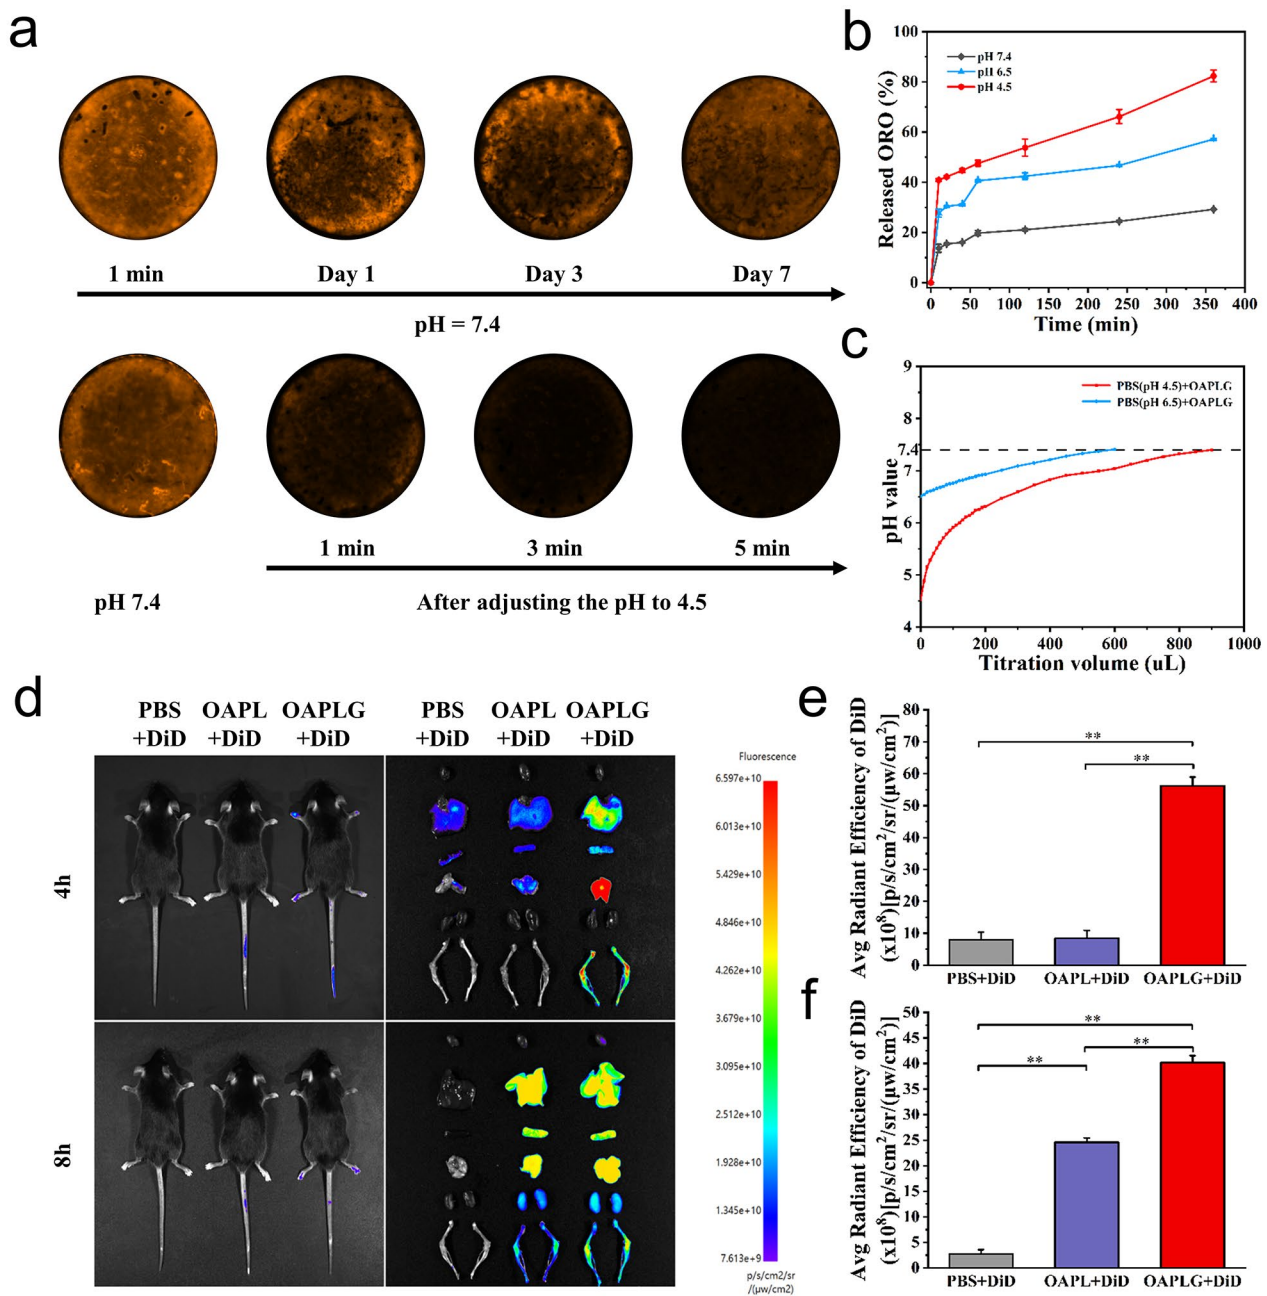 a
1 min
Day 1
Day 3
Day 7
pH = 7.4
1 min
3 min
5 min
pH 7.4
After adjusting the pH to 4.5
b
Released ORO (%)
100
80
60
40
20
0
pH 7.4
pH 6.5
pH 4.5
0 50 100 150 200 250 300 350 400
Time (min)
c
pH value
9
8
7.4
7
6
5
4
PBS(pH 4.5)+OAPLG
PBS(pH 6.5)+OAPLG
0 200 400 600 800 1000
Titration volume (uL)
d
PBS +DiD
OAPL +DiD
OAPLG +DiD
PBS +DiD
OAPL +DiD
OAPLG +DiD
4h
8h
Fluorescence
6.597e+10
6.013e+10
5.429e+10
4.846e+10
4.262e+10
3.679e+10
3.095e+10
2.512e+10
1.928e+10
1.345e+10
7.613e+9
p/s/cm2/sr
/(µw/cm2)
e
Avg Radiant Efficiency of DiD
(x10⁸)[p/s/cm²/sr/(µw/cm²)]
80
70
60
50
40
30
20
10
0
**
**
PBS+DiD OAPL+DiD OAPLG+DiD
f
Avg Radiant Efficiency of DiD
(x10⁸)[p/s/cm²/sr/(µw/cm²)]
50
45
40
35
30
25
20
15
10
5
0
**
** **
PBS+DiD OAPL+DiD OAPLG+DiD